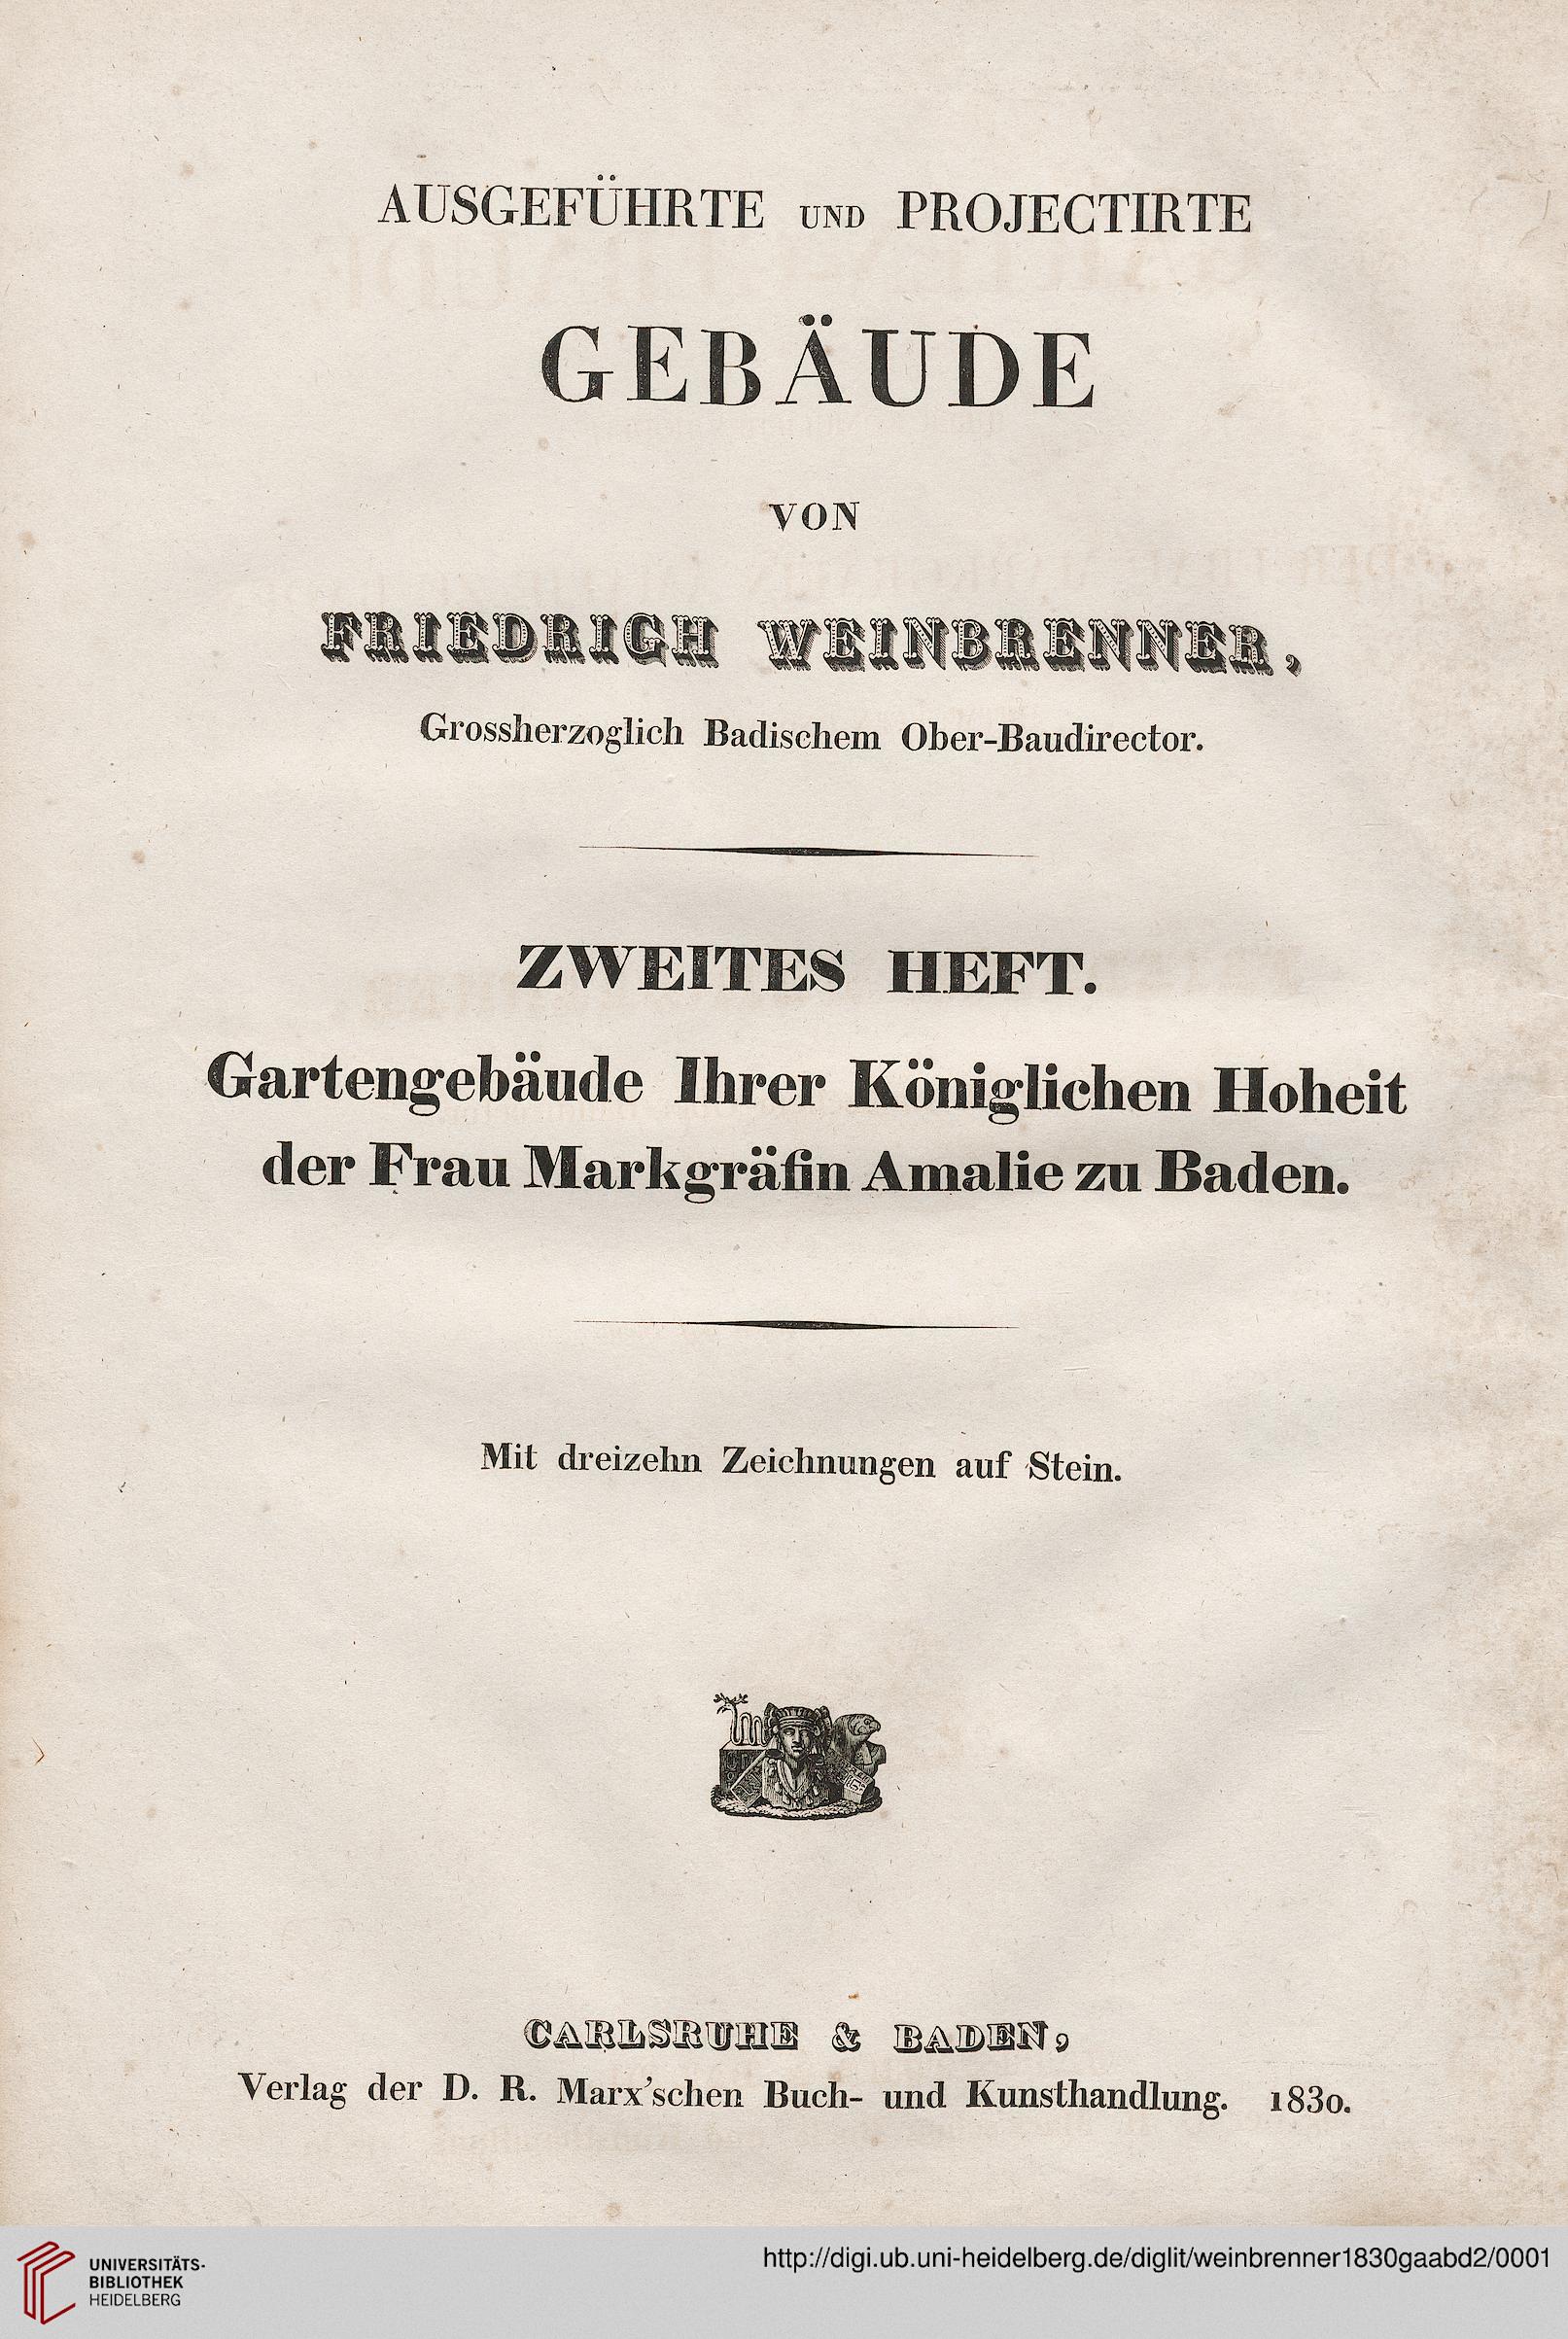 AUSGEFÜHRTE UND PROJECTIRTE
GEBÄUDE
VON
FRIEDRICH WEINBRENNER,
Grossherzoglich Badischem Ober-Baudirector.
ZWEITES HEFT.
Gartengebäude Ihrer Königlichen Hoheit
der Frau Markgräfin Amalie zu Baden.
Mit dreizehn Zeichnungen auf Stein.
CARLSRUHE & BADEN,
Verlag der D. R. Marx'schen Buch- und Kunsthandlung. 1830.
UNIVERSITÄTS-
BIBLIOTHEK
HEIDELBERG
http://digi.ub.uni-heidelberg.de/diglit/weinbrenner1830gaabd2/0001